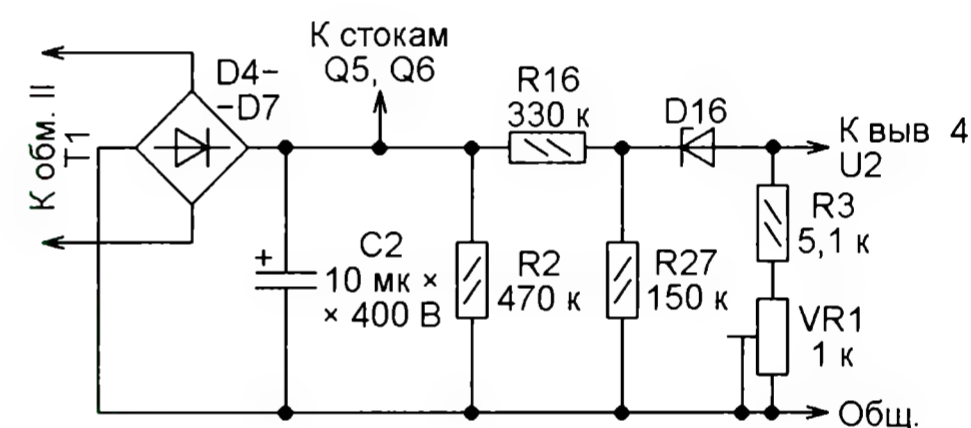 К стокам
Q5, Q6
К обм. II
T1
D4–
–D7
R16
330 к
D16
К выв 4
U2
C2
10 мк ×
× 400 В
+
R2
470 к
R27
150 к
R3
5,1 к
VR1
1 к
Общ.